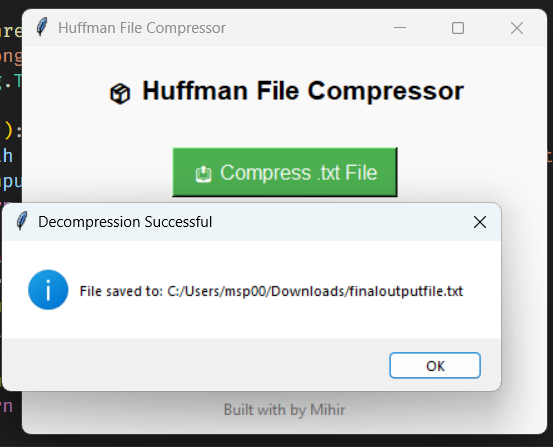 Huffman File Compressor
📦 Huffman File Compressor
📥 Compress .txt File
Decompression Successful
File saved to: C:/Users/msp00/Downloads/finaloutputfile.txt
OK
Built with by Mihir